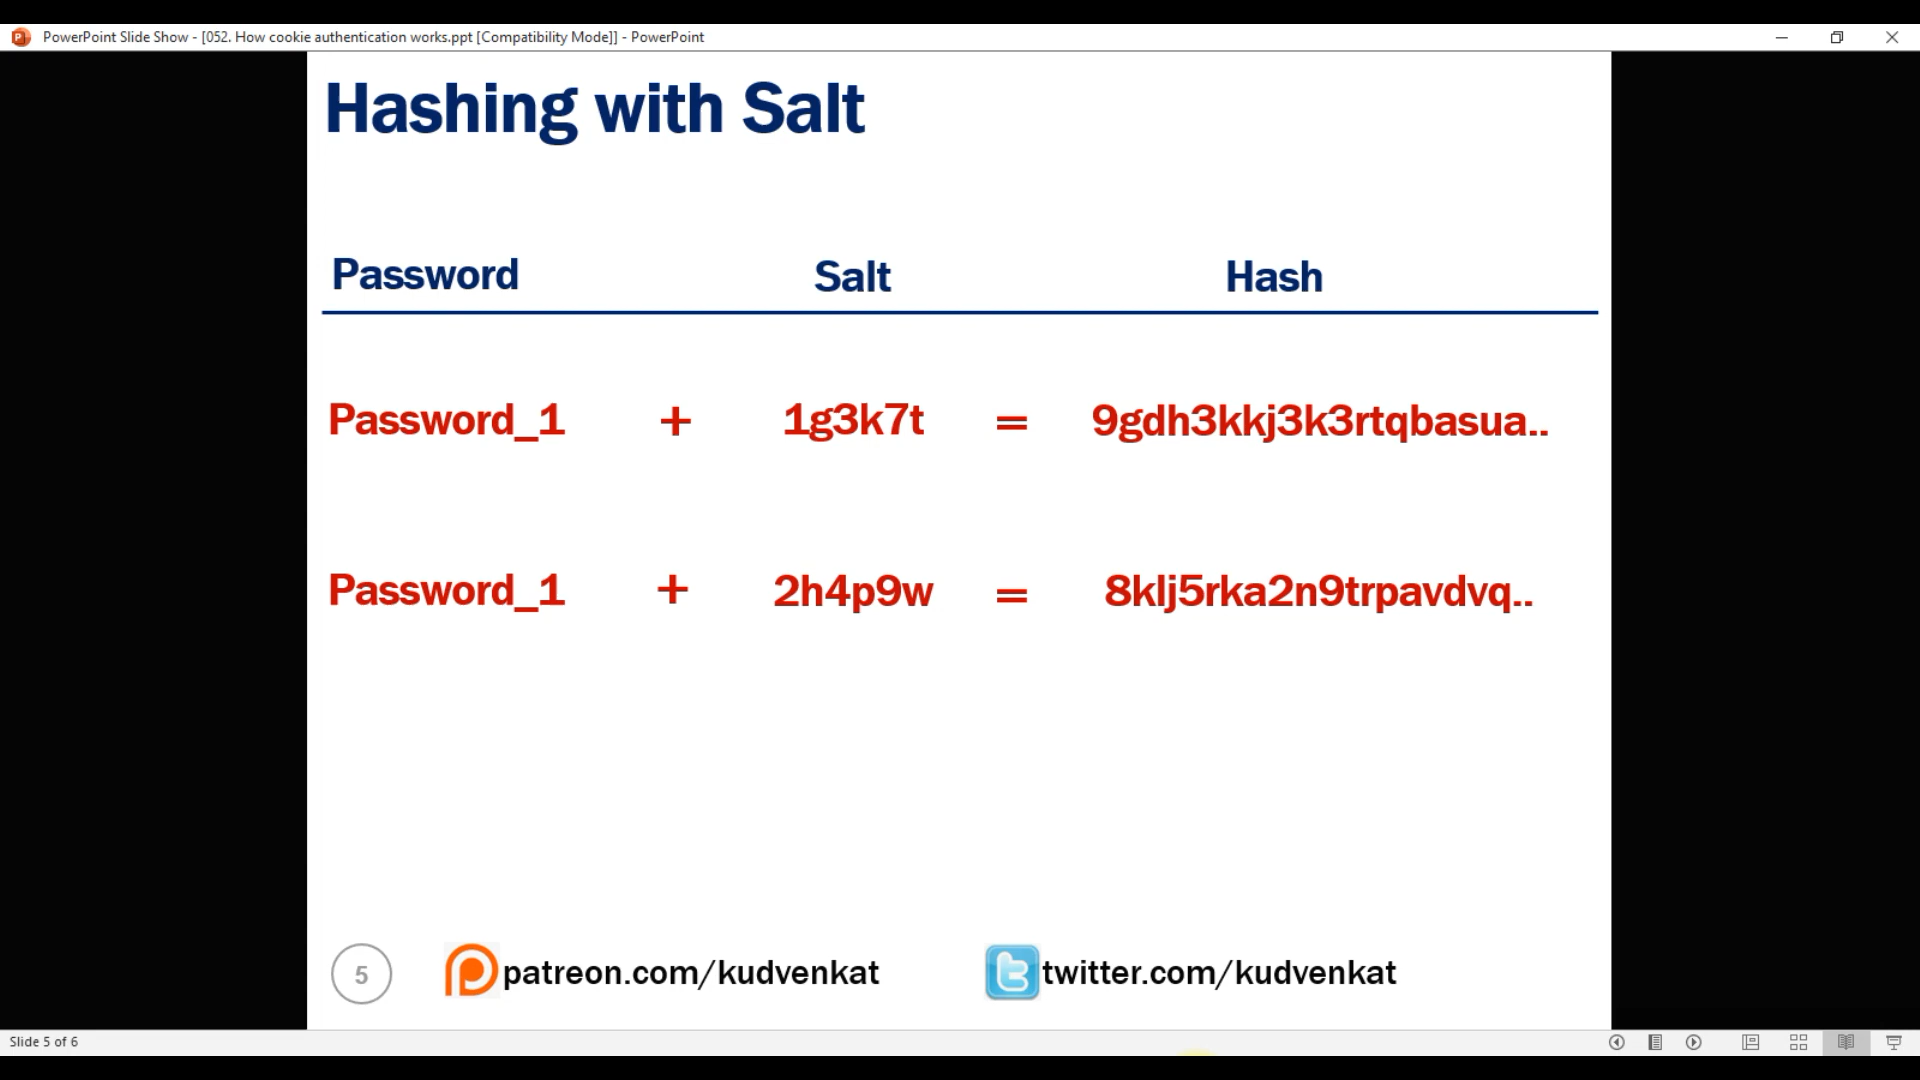 PowerPoint Slide Show - [052. How cookie authentication works.ppt [Compatibility Mode]] - PowerPoint
Hashing with Salt
Password Salt Hash
Password_1 + 1g3k7t = 9gdh3kkj3k3rtqbasua..
Password_1 + 2h4p9w = 8klj5rka2n9trpavdvq..
5 patreon.com/kudvenkat twitter.com/kudvenkat
Slide 5 of 6